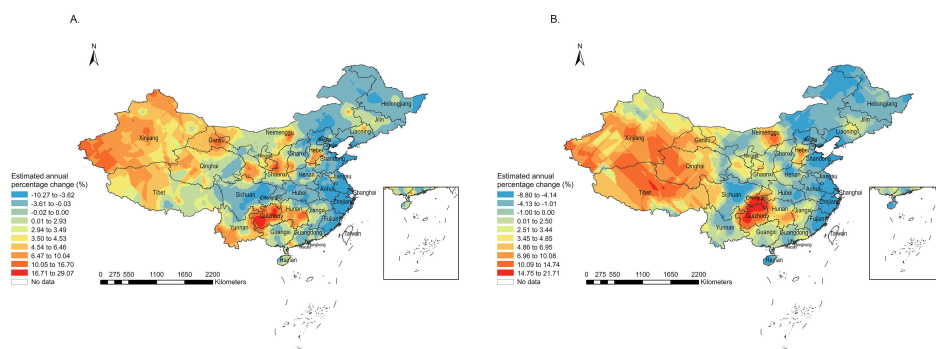 A.
B.
N
N
Heilongjiang
Jilin
Liaoning
Neimenggu
Xinjiang
Gansu
Hebei
Shanxi
Shandong
Qinghai
Shaanxi
Henan
Jiangsu
Tibet
Anhui
Shanghai
Sichuan
Hubei
Hunan
Jiangxi
Guizhou
Fujian
Yunnan
Guangxi
Guangdong
Taiwan
Hainan
Estimated annual
percentage change (%)
-10.27 to -3.62
-3.61 to -0.03
-0.02 to 0.00
0.01 to 2.93
2.94 to 3.49
3.50 to 4.53
4.54 to 6.46
6.47 to 10.04
10.05 to 16.70
16.71 to 29.07
No data
0 275 550 1100 1650 2200
Kilometers
Heilongjiang
Jilin
Liaoning
Neimenggu
Xinjiang
Gansu
Hebei
Shanxi
Shandong
Qinghai
Shaanxi
Henan
Jiangsu
Tibet
Anhui
Shanghai
Sichuan
Hubei
Hunan
Jiangxi
Guizhou
Fujian
Yunnan
Guangxi
Guangdong
Taiwan
Hainan
Estimated annual
percentage change (%)
-8.80 to -4.14
-4.13 to -1.01
-1.00 to 0.00
0.01 to 2.50
2.51 to 3.44
3.45 to 4.85
4.86 to 6.95
6.96 to 10.08
10.09 to 14.74
14.75 to 21.71
No data
0 275 550 1100 1650 2200
Kilometers